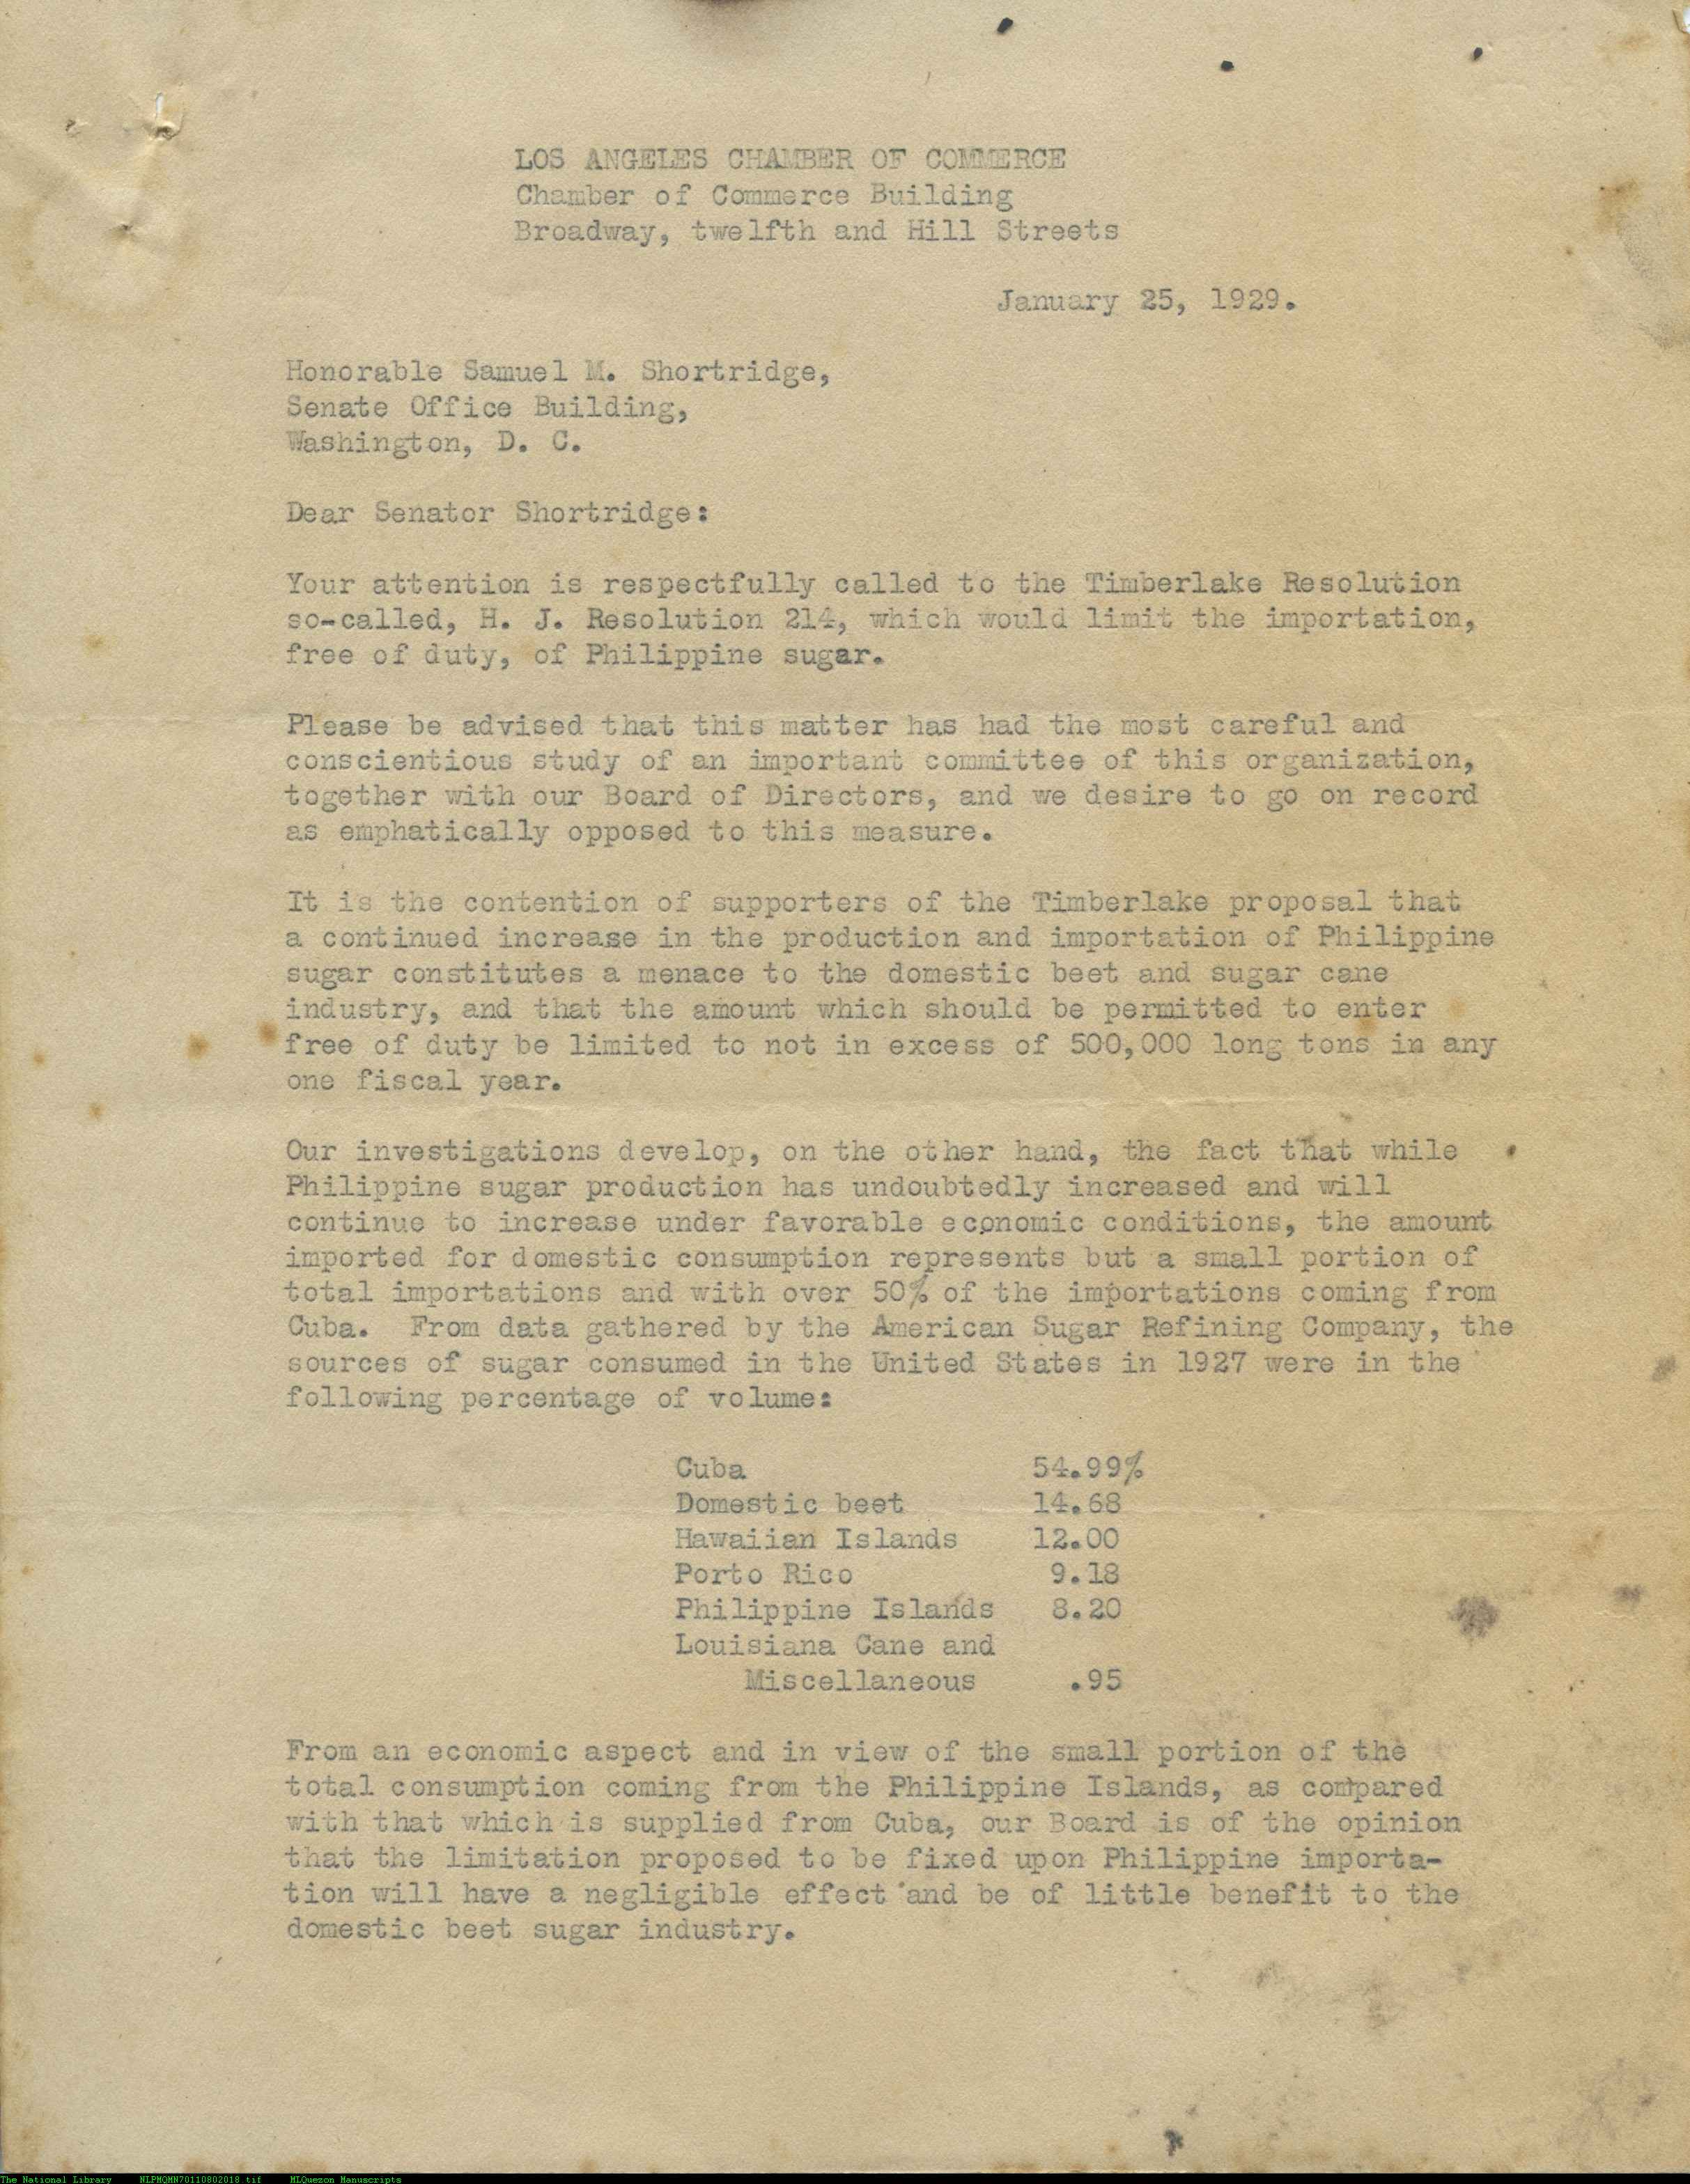 LOS ANGELES CHAMBER OF COMMERCE
Chamber of Commerce Building
Broadway, twelfth and Hill Streets
January 25, 1929.
Honorable Samuel M. Shortridge,
Senate Office Building,
Washington, D. C.
Dear Senator Shortridge:
Your attention is respectfully called to the Timberlake Resolution
so-called, H. J. Resolution 214, which would limit the importation,
free of duty, of Philippine sugar.
Please be advised that this matter has had the most careful and
conscientious study of an important committee of this organization,
together with our Board of Directors, and we desire to go on record
as emphatically opposed to this measure.
It is the contention of supporters of the Timberlake proposal that
a continued increase in the production and importation of Philippine
sugar constitutes a menace to the domestic beet and sugar cane
industry, and that the amount which should be permitted to enter
free of duty be limited to not in excess of 500,000 long tons in any
one fiscal year.
Our investigations develop, on the other hand, the fact that while
Philippine sugar production has undoubtedly increased and will
continue to increase under favorable economic conditions, the amount
imported for domestic consumption represents but a small portion of
total importations and with over 50% of the importations coming from
Cuba. From data gathered by the American Sugar Refining Company, the
sources of sugar consumed in the United States in 1927 were in the
following percentage of volume:
Cuba 54.99%
Domestic beet 14.68
Hawaiian Islands 12.00
Porto Rico 9.18
Philippine Islands 8.20
Louisiana Cane and
Miscellaneous .95
From an economic aspect and in view of the small portion of the
total consumption coming from the Philippine Islands, as compared
with that which is supplied from Cuba, our Board is of the opinion
that the limitation proposed to be fixed upon Philippine importa-
tion will have a negligible effect and be of little benefit to the
domestic beet sugar industry.
The National Library NLPMQMN70110802018.tif MLQuezon Manuscripts